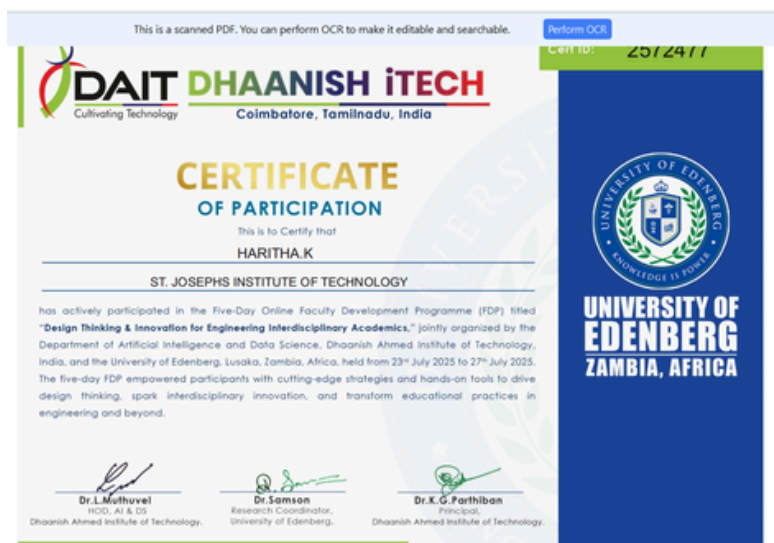 This is a scanned PDF. You can perform OCR to make it editable and searchable.
Perform OCR
Cert ID: 2572477
DAIT
Cultivating Technology
DHAANISH iTECH
Coimbatore, Tamilnadu, India
CERTIFICATE
OF PARTICIPATION
This is to Certify that
HARITHA.K
ST. JOSEPHS INSTITUTE OF TECHNOLOGY
has actively participated in the Five-Day Online Faculty Development Programme (FDP) titled
"Design Thinking & Innovation for Engineering Interdisciplinary Academics," jointly organized by the
Department of Artificial Intelligence and Data Science, Dhaanish Ahmed Institute of Technology,
India, and the University of Edenberg, Lusaka, Zambia, Africa, held from 23rd July 2025 to 27th July 2025.
The five-day FDP empowered participants with cutting-edge strategies and hands-on tools to drive
design thinking, spark interdisciplinary innovation, and transform educational practices in
engineering and beyond.
UNIVERSITY OF EDENBERG
KNOWLEDGE IS POWER
UNIVERSITY OF
EDENBERG
ZAMBIA, AFRICA
Dr.L.Muthuvel
HOD, AI & DS
Dhaanish Ahmed Institute of Technology.
Dr.Samson
Research Coordinator,
University of Edenberg.
Dr.K.G.Parthiban
Principal,
Dhaanish Ahmed Institute of Technology.